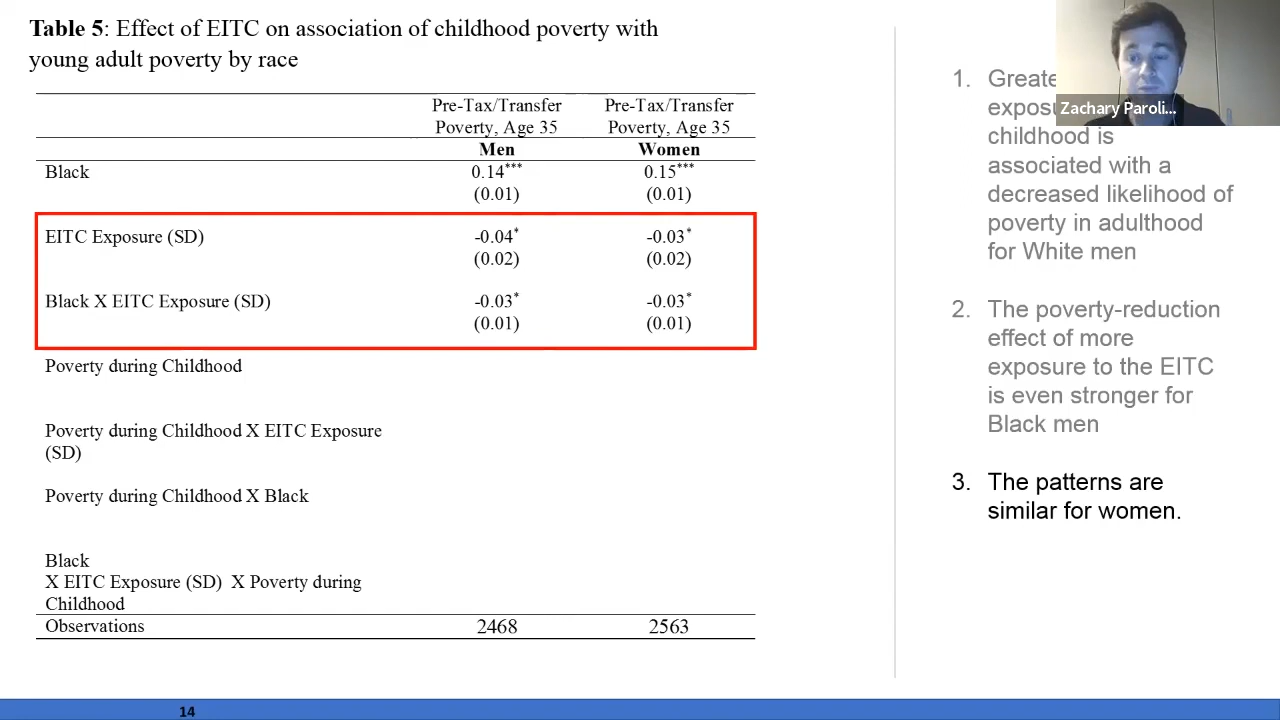 Table 5: Effect of EITC on association of childhood poverty with
young adult poverty by race
Pre-Tax/Transfer Poverty, Age 35 Pre-Tax/Transfer Poverty, Age 35
Men Women
Black 0.14*** 0.15***
(0.01) (0.01)
EITC Exposure (SD) -0.04* -0.03*
(0.02) (0.02)
Black X EITC Exposure (SD) -0.03* -0.03*
(0.01) (0.01)
Poverty during Childhood
Poverty during Childhood X EITC Exposure
(SD)
Poverty during Childhood X Black
Black
X EITC Exposure (SD) X Poverty during
Childhood
Observations 2468 2563
1.
childhood is
associated with a
decreased likelihood of
poverty in adulthood
for White men
2. The poverty-reduction
effect of more
exposure to the EITC
is even stronger for
Black men
3. The patterns are
similar for women.
Zachary Paroli...
14